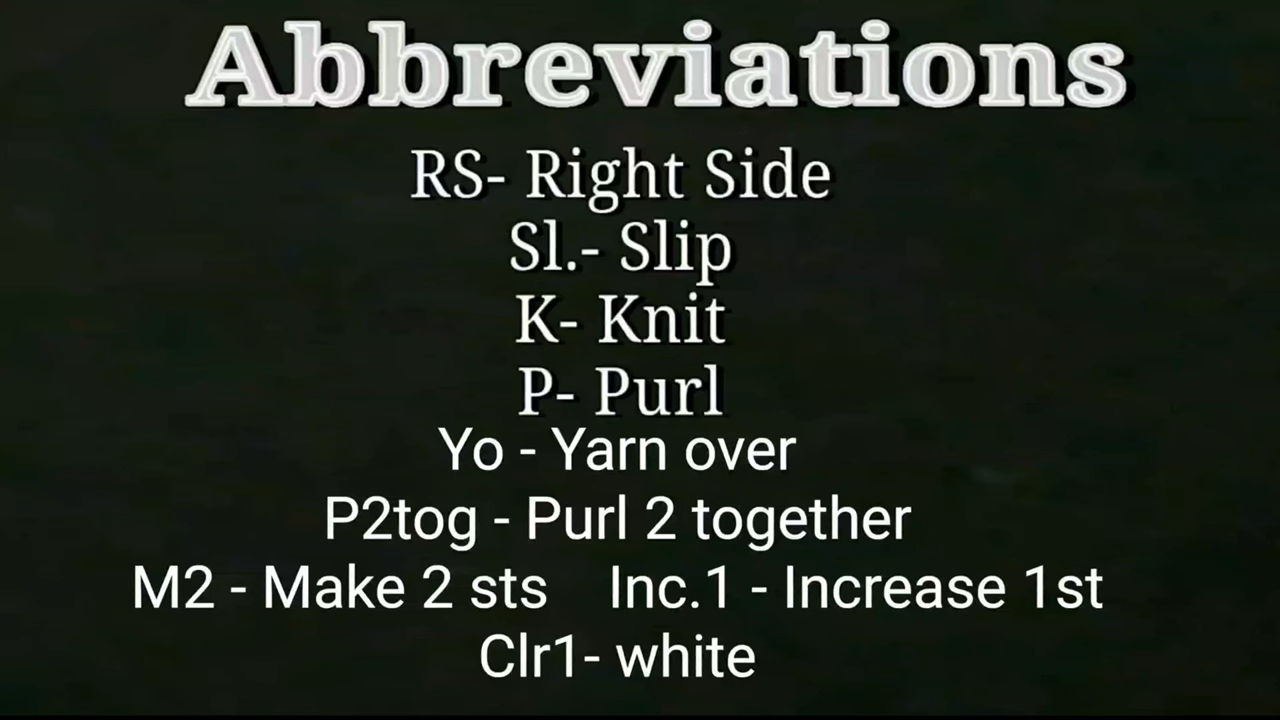 Abbreviations
RS- Right Side
Sl.- Slip
K- Knit
P- Purl
Yo - Yarn over
P2tog - Purl 2 together
M2 - Make 2 sts Inc.1 - Increase 1st
Clr1- white